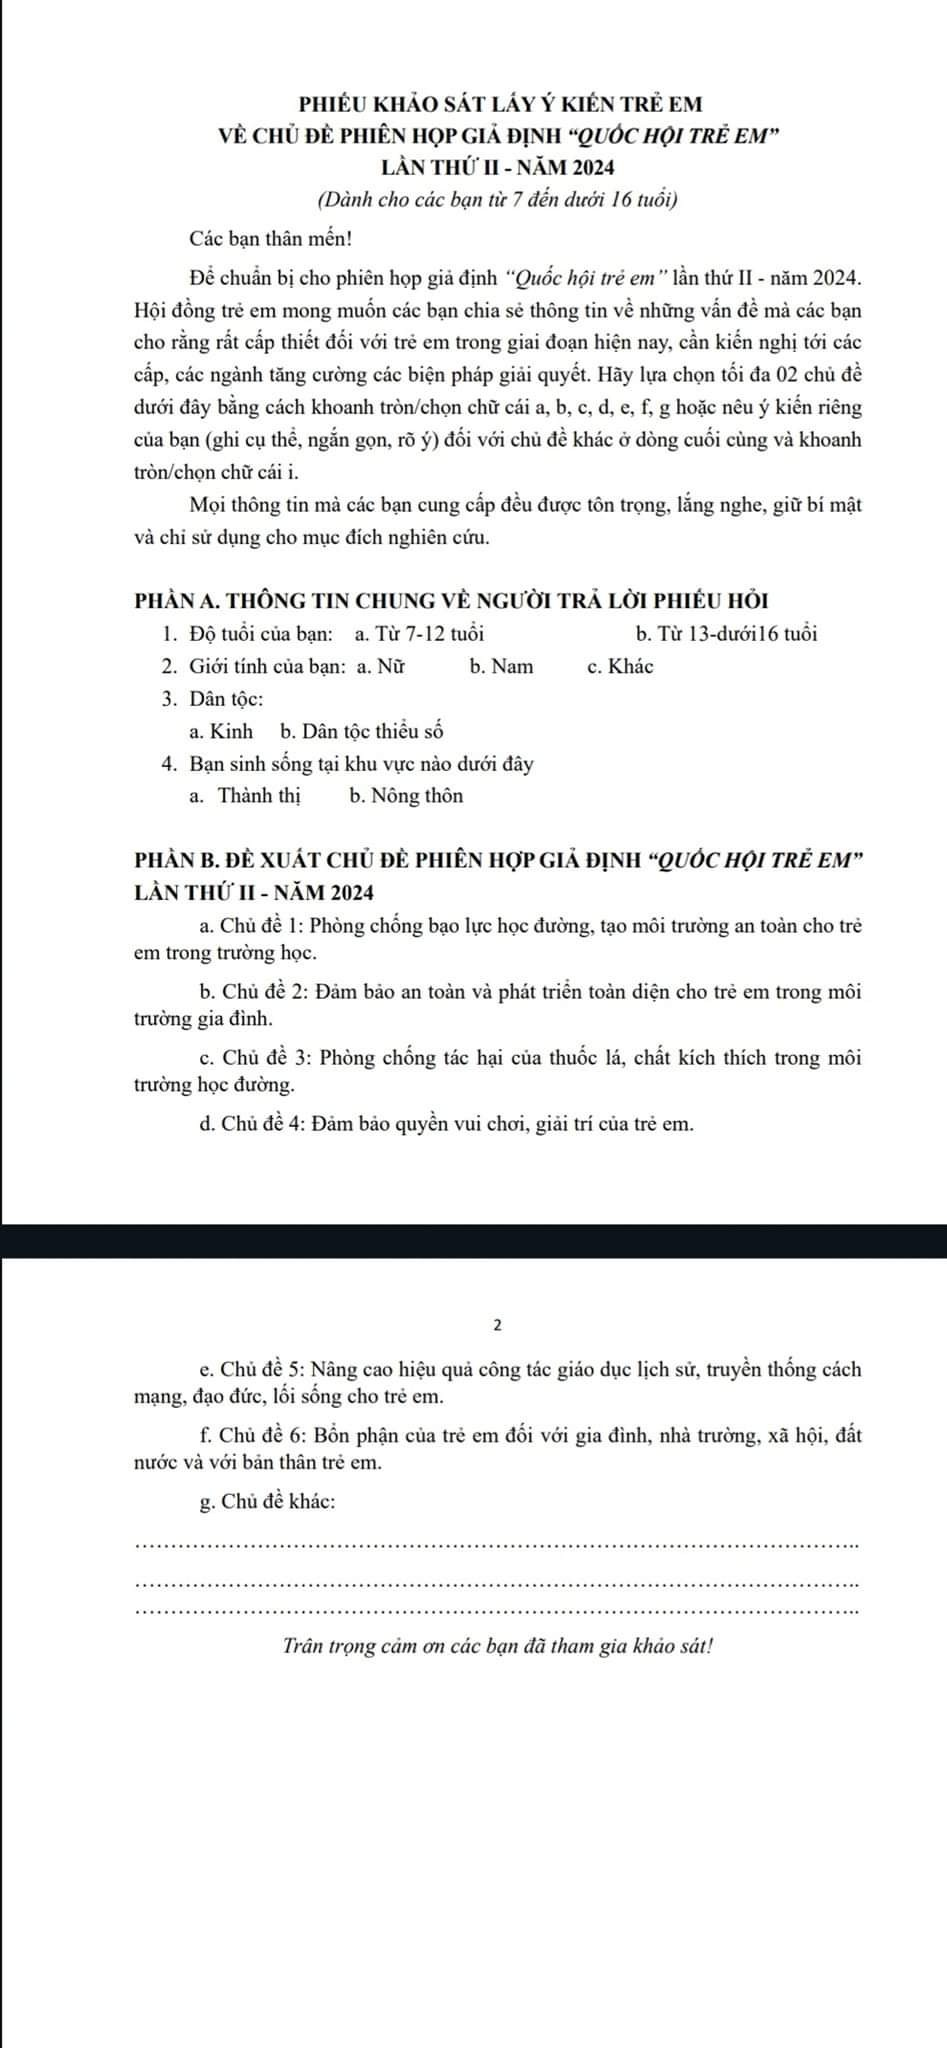 PHIẾU KHẢO SÁT LẤY Ý KIẾN TRẺ EM
VỀ CHỦ ĐỀ PHIÊN HỌP GIẢ ĐỊNH “QUỐC HỘI TRẺ EM”
LẦN THỨ II - NĂM 2024
(Dành cho các bạn từ 7 đến dưới 16 tuổi)
Các bạn thân mến!
Để chuẩn bị cho phiên họp giả định “Quốc hội trẻ em” lần thứ II - năm 2024.
Hội đồng trẻ em mong muốn các bạn chia sẻ thông tin về những vấn đề mà các bạn
cho rằng rất cấp thiết đối với trẻ em trong giai đoạn hiện nay, cần kiến nghị tới các
cấp, các ngành tăng cường các biện pháp giải quyết. Hãy lựa chọn tối đa 02 chủ đề
dưới đây bằng cách khoanh tròn/chọn chữ cái a, b, c, d, e, f, g hoặc nêu ý kiến riêng
của bạn (ghi cụ thể, ngắn gọn, rõ ý) đối với chủ đề khác ở dòng cuối cùng và khoanh
tròn/chọn chữ cái i.
Mọi thông tin mà các bạn cung cấp đều được tôn trọng, lắng nghe, giữ bí mật
và chỉ sử dụng cho mục đích nghiên cứu.
PHẦN A. THÔNG TIN CHUNG VỀ NGƯỜI TRẢ LỜI PHIẾU HỎI
1. Độ tuổi của bạn: a. Từ 7-12 tuổi b. Từ 13-dưới16 tuổi
2. Giới tính của bạn: a. Nữ b. Nam c. Khác
3. Dân tộc:
a. Kinh b. Dân tộc thiểu số
4. Bạn sinh sống tại khu vực nào dưới đây
a. Thành thị b. Nông thôn
PHẦN B. ĐỀ XUẤT CHỦ ĐỀ PHIÊN HỢP GIẢ ĐỊNH “QUỐC HỘI TRẺ EM”
LẦN THỨ II - NĂM 2024
a. Chủ đề 1: Phòng chống bạo lực học đường, tạo môi trường an toàn cho trẻ
em trong trường học.
b. Chủ đề 2: Đảm bảo an toàn và phát triển toàn diện cho trẻ em trong môi
trường gia đình.
c. Chủ đề 3: Phòng chống tác hại của thuốc lá, chất kích thích trong môi
trường học đường.
d. Chủ đề 4: Đảm bảo quyền vui chơi, giải trí của trẻ em.
2
e. Chủ đề 5: Nâng cao hiệu quả công tác giáo dục lịch sử, truyền thống cách
mạng, đạo đức, lối sống cho trẻ em.
f. Chủ đề 6: Bổn phận của trẻ em đối với gia đình, nhà trường, xã hội, đất
nước và với bản thân trẻ em.
g. Chủ đề khác:
Trân trọng cảm ơn các bạn đã tham gia khảo sát!